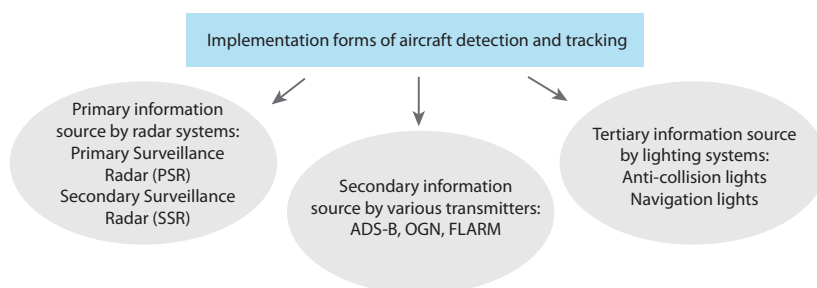 Implementation forms of aircraft detection and tracking
Primary information
source by radar systems:
Primary Surveillance
Radar (PSR)
Secondary Surveillance
Radar (SSR)
Secondary information
source by various transmitters:
ADS-B, OGN, FLARM
Tertiary information source
by lighting systems:
Anti-collision lights
Navigation lights